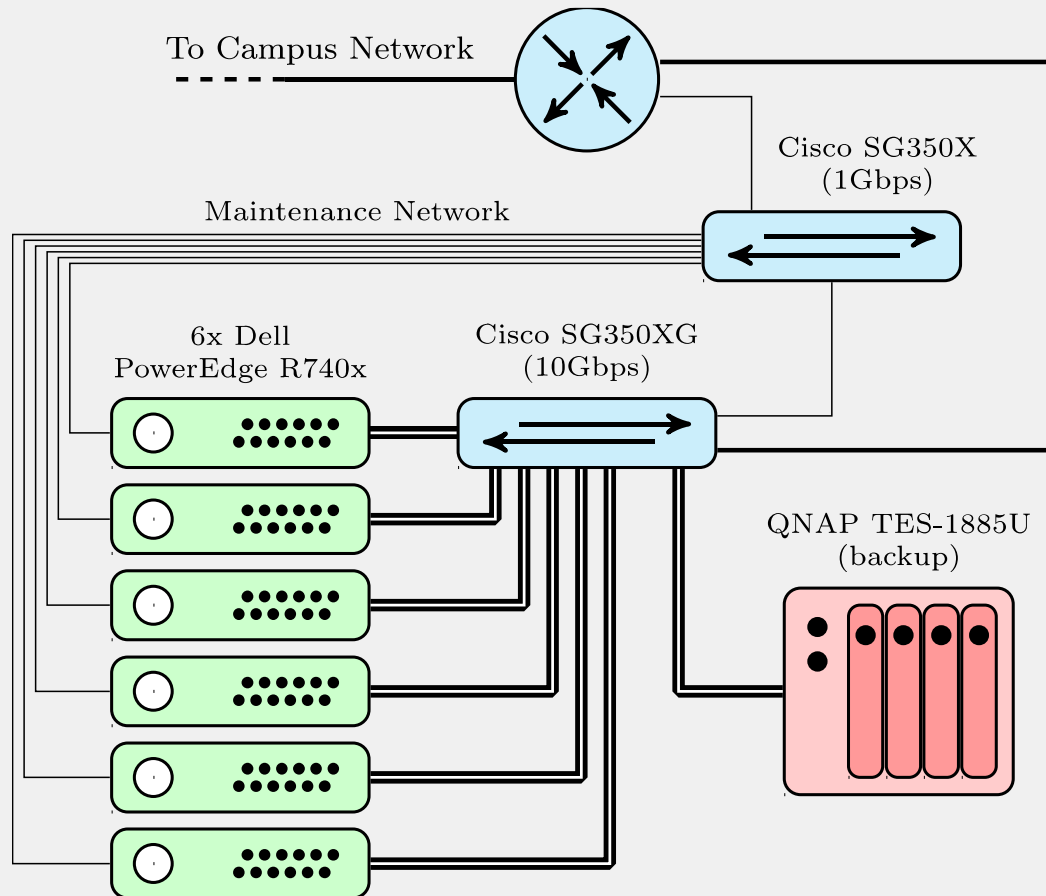 To Campus Network
Cisco SG350X
(1Gbps)
Maintenance Network
6x Dell
PowerEdge R740x
Cisco SG350XG
(10Gbps)
QNAP TES-1885U
(backup)